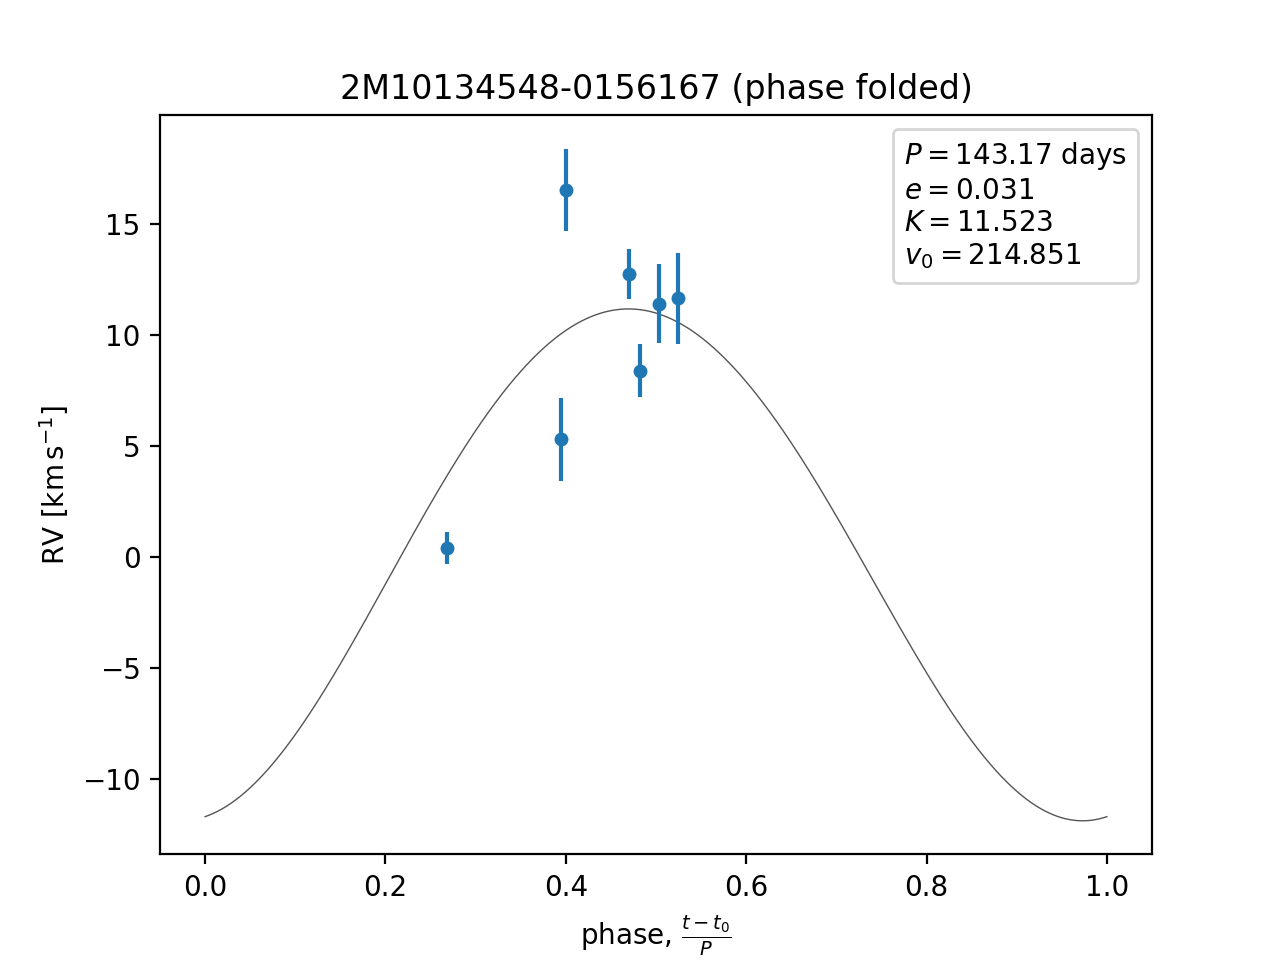 2M10134548-0156167 (phase folded)
P = 143.17 days
e = 0.031
K = 11.523
v₀ = 214.851
15
10
5
0
−5
−10
RV [km s⁻¹]
0.0 0.2 0.4 0.6 0.8 1.0
phase, (t − t₀)/P